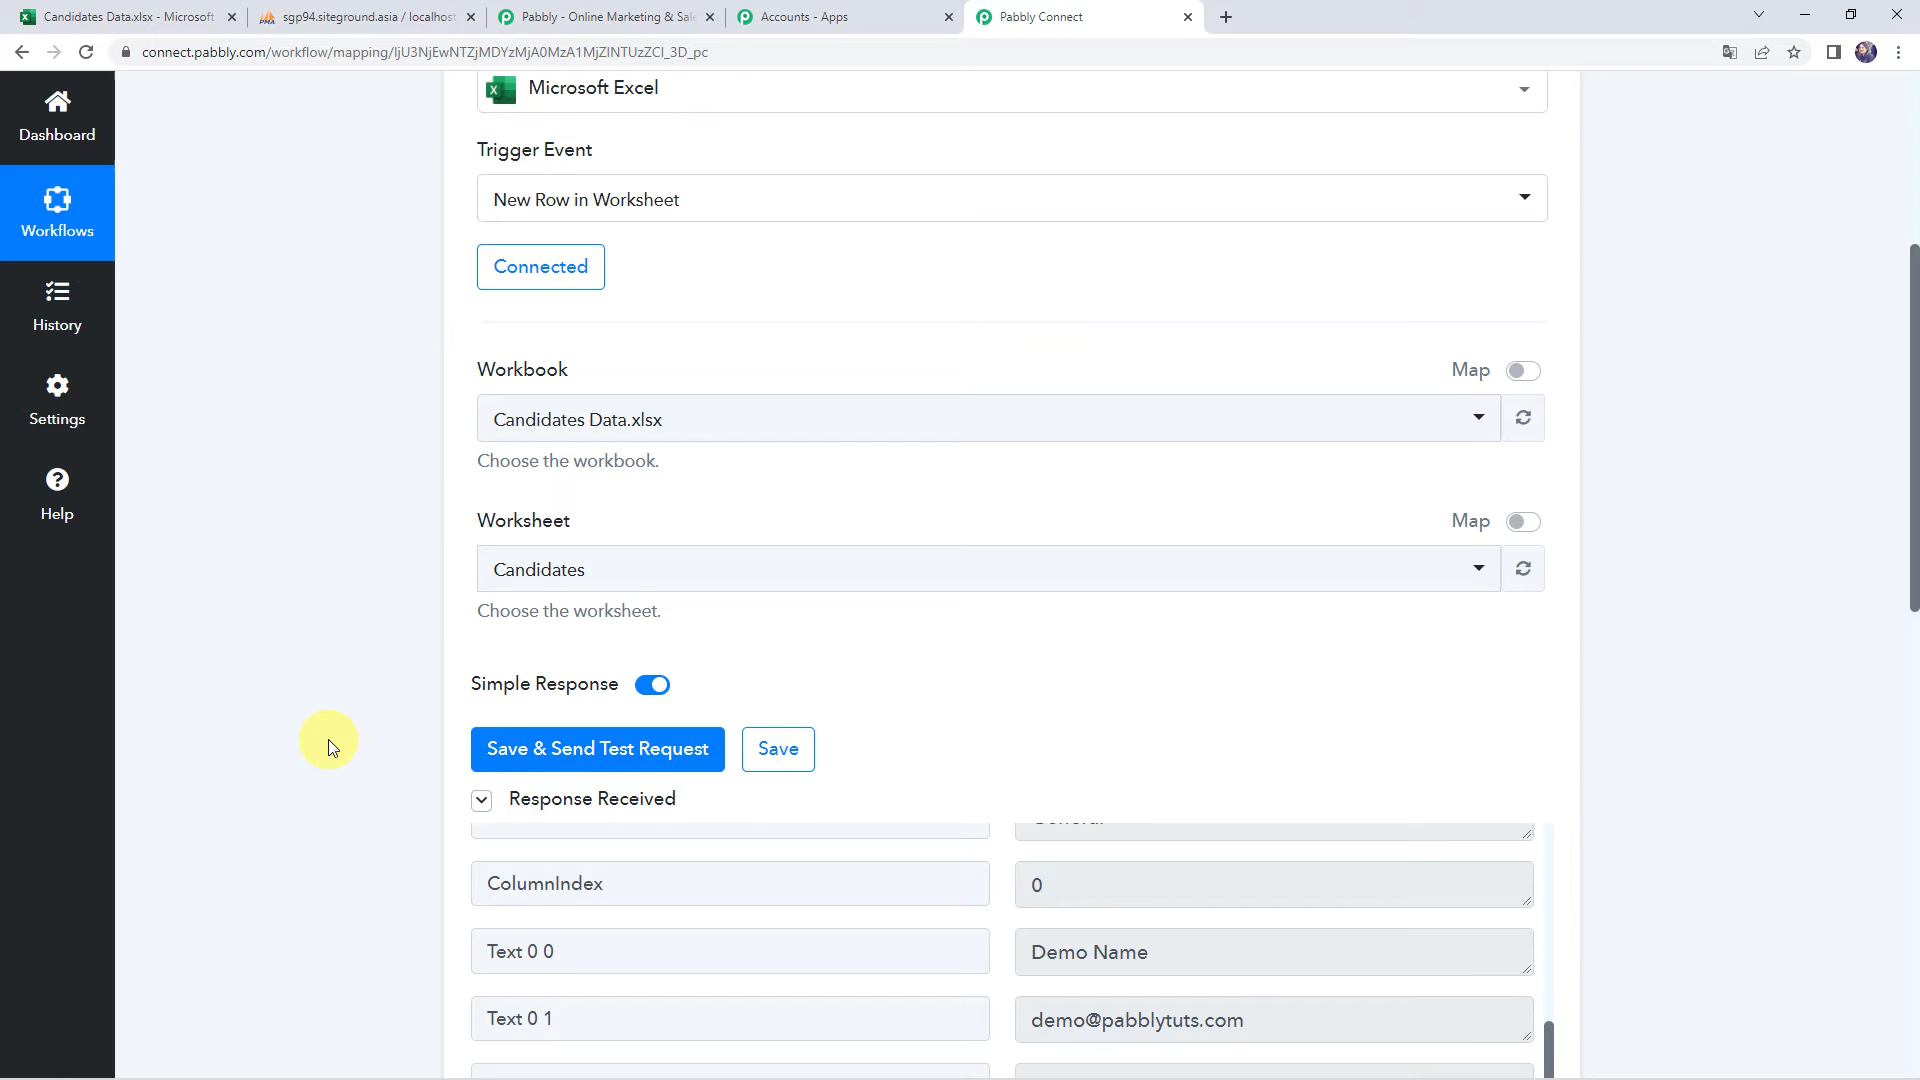 Candidates Data.xlsx - Microsoft
sgp94.siteground.asia / localhost
Pabbly - Online Marketing & Sal
Accounts - Apps
Pabbly Connect
connect.pabbly.com/workflow/mapping/IjU3NjEwNTZjMDYzMjA0MzA1MjZlNTUzZCI_3D_pc
Dashboard
Workflows
History
Settings
Help
Microsoft Excel
Trigger Event
New Row in Worksheet
Connected
Workbook
Map
Candidates Data.xlsx
Choose the workbook.
Worksheet
Map
Candidates
Choose the worksheet.
Simple Response
Save & Send Test Request
Save
Response Received
ColumnIndex
0
Text 0 0
Demo Name
Text 0 1
demo@pabblytuts.com